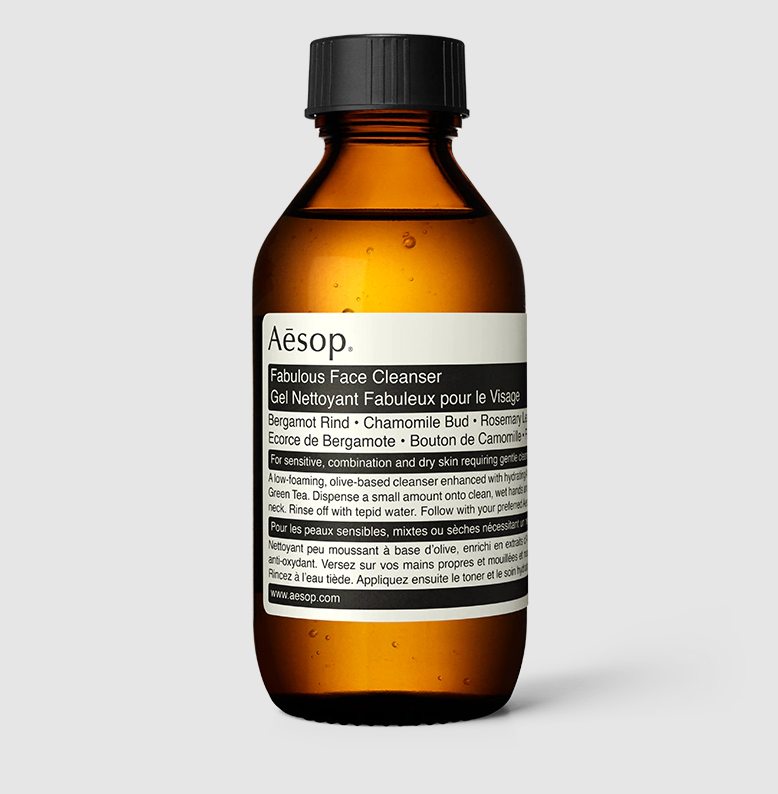 Aēsop®
Fabulous Face Cleanser
Gel Nettoyant Fabuleux pour le Visage
Bergamot Rind • Chamomile Bud • Rosemary
Ecorce de Bergamote • Bouton de Camomille •
For sensitive, combination and dry skin requiring gentle
A low-foaming, olive-based cleanser enhanced with
Green Tea. Dispense a small amount onto clean, wet hands
neck. Rinse off with tepid water. Follow with your preferred
Pour les peaux sensibles, mixtes ou sèches nécessitant
Nettoyant peu moussant à base d'olive, enrichi en extraits
anti-oxydant. Versez sur vos mains propres et mouillées et
Rincez à l'eau tiède. Appliquez ensuite le toner et le soin
www.aesop.com